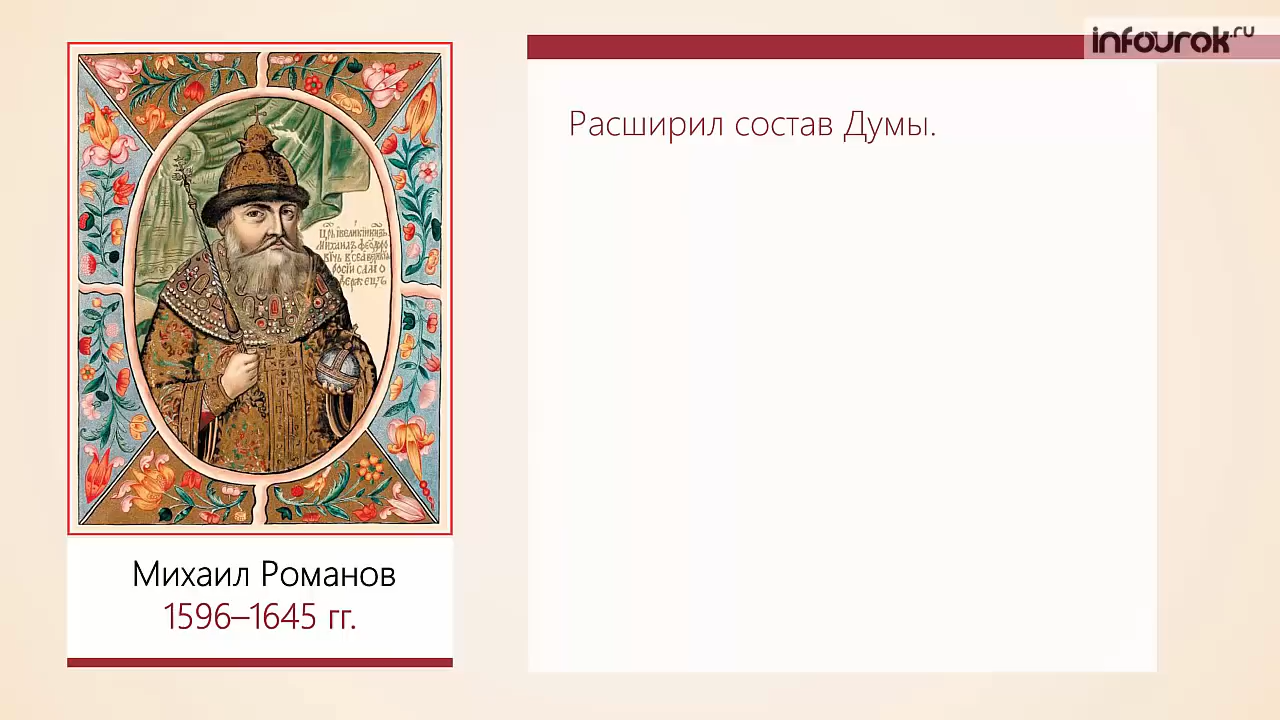 infourok.ru
Расширил состав Думы.
Михаил Романов
1596–1645 гг.